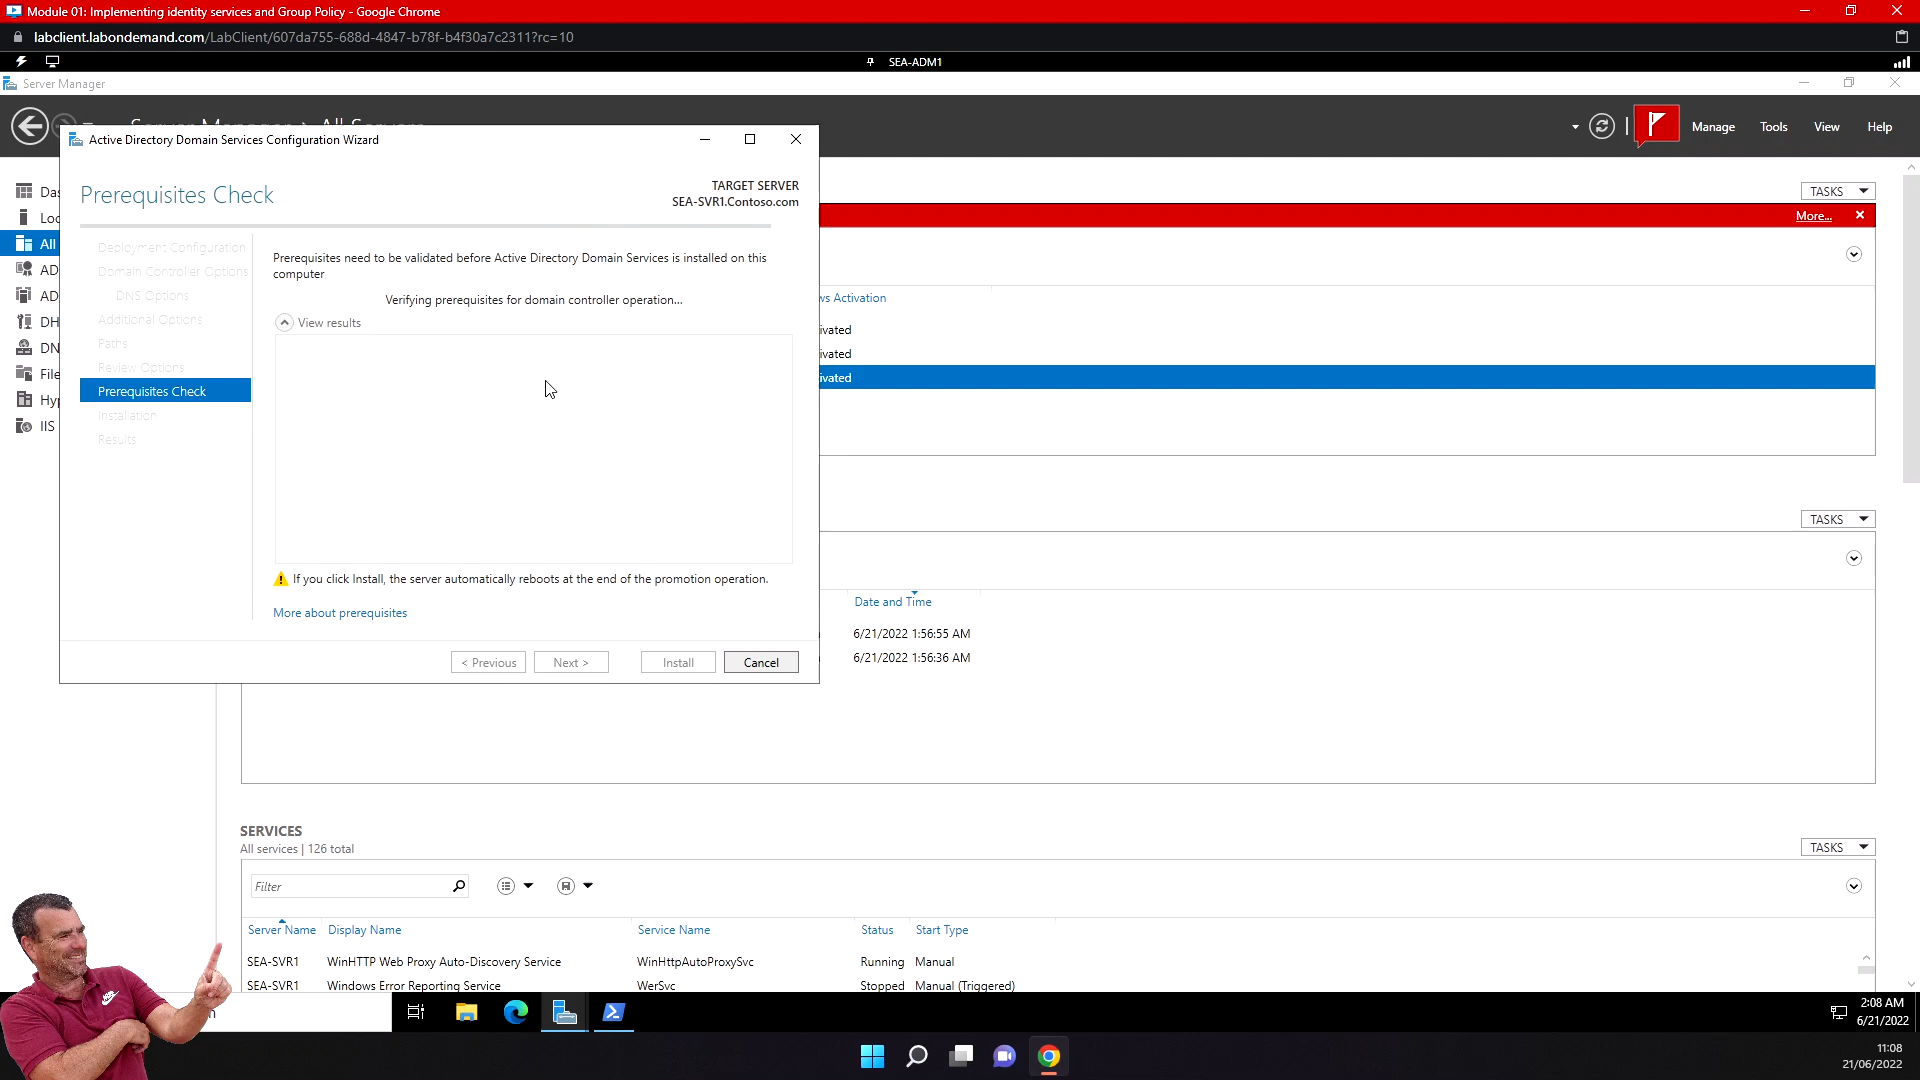 Module 01: Implementing identity services and Group Policy - Google Chrome
labclient.labondemand.com/LabClient/607da755-688d-4847-b78f-b4f30a7c2311?rc=10
SEA-ADM1
Server Manager
Manage Tools View Help
Active Directory Domain Services Configuration Wizard
Prerequisites Check
TARGET SERVER
SEA-SVR1.Contoso.com
Deployment Configuration
Domain Controller Options
DNS Options
Additional Options
Paths
Review Options
Prerequisites Check
Installation
Results
Prerequisites need to be validated before Active Directory Domain Services is installed on this
computer
Verifying prerequisites for domain controller operation...
View results
If you click Install, the server automatically reboots at the end of the promotion operation.
More about prerequisites
< Previous Next > Install Cancel
Das
Loc
All
AD
AD
DH
DN
File
Hyp
IIS
TASKS
More...
ws Activation
ivated
ivated
ivated
TASKS
Date and Time
6/21/2022 1:56:55 AM
6/21/2022 1:56:36 AM
SERVICES
All services | 126 total
TASKS
Filter
Server Name Display Name Service Name Status Start Type
SEA-SVR1 WinHTTP Web Proxy Auto-Discovery Service WinHttpAutoProxySvc Running Manual
SEA-SVR1 Windows Error Reporting Service WerSvc Stopped Manual (Triggered)
2:08 AM
6/21/2022
11:08
21/06/2022